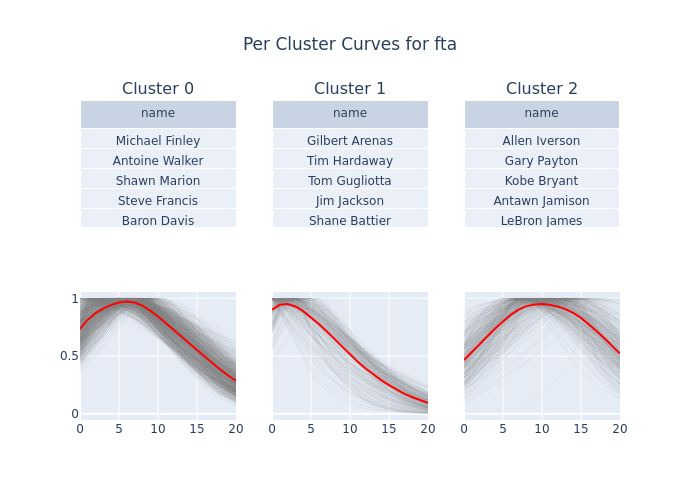 Per Cluster Curves for fta
Cluster 0
name
Michael Finley
Antoine Walker
Shawn Marion
Steve Francis
Baron Davis
Cluster 1
name
Gilbert Arenas
Tim Hardaway
Tom Gugliotta
Jim Jackson
Shane Battier
Cluster 2
name
Allen Iverson
Gary Payton
Kobe Bryant
Antawn Jamison
LeBron James
1
0.5
0
0 5 10 15 20
0 5 10 15 20
0 5 10 15 20